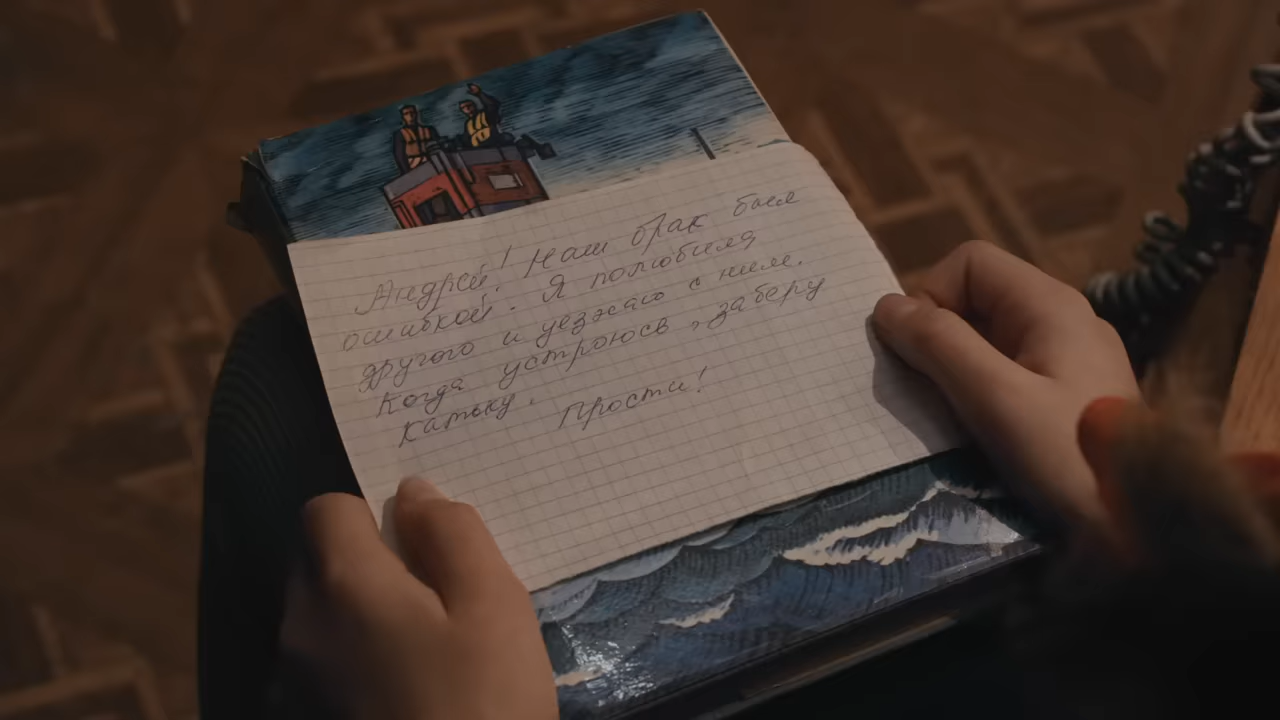 Андрей! Наш брак был
ошибкой. Я полюбила
другого и уезжаю с ним.
Когда устроюсь, заберу
Катьку.
Прости!